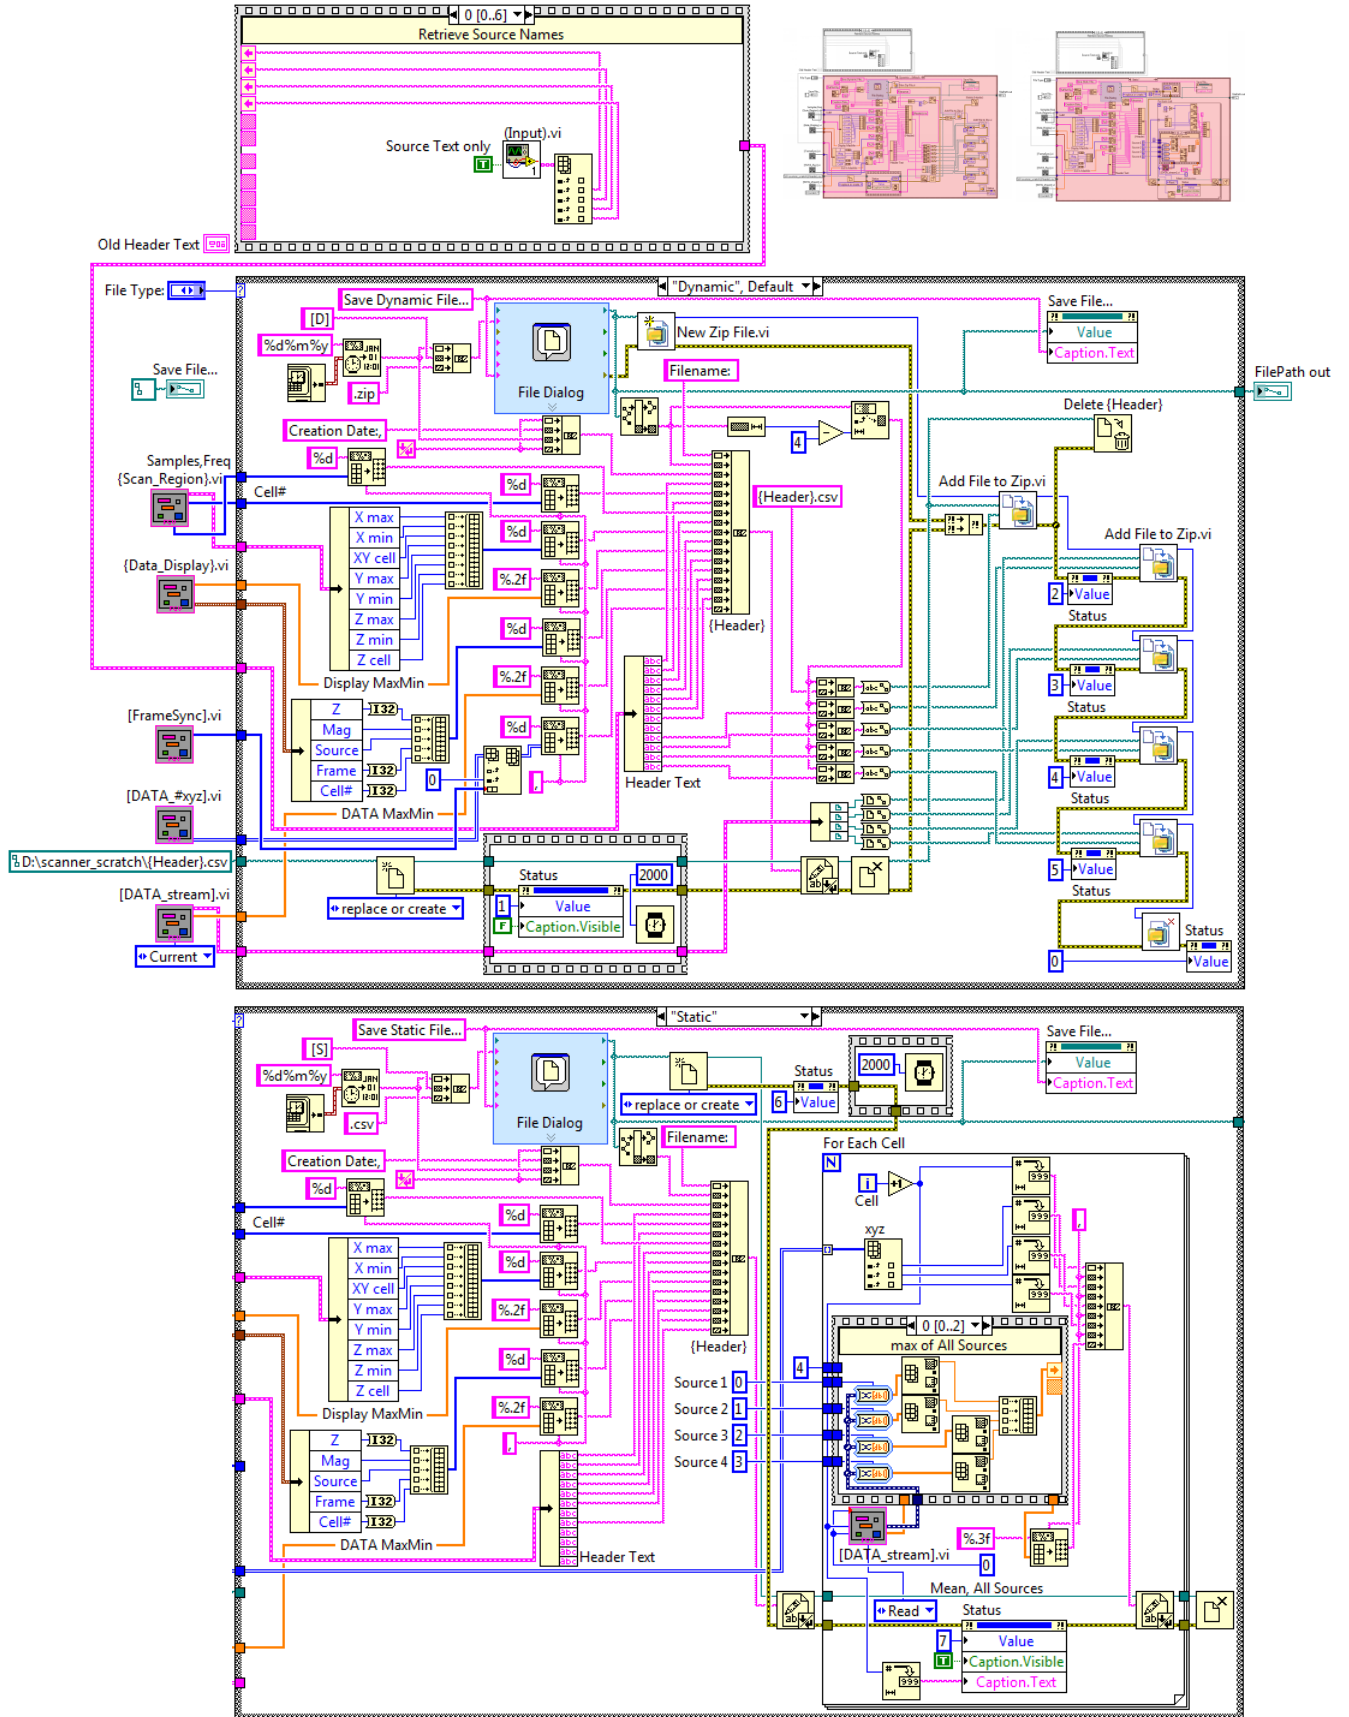 0 [0..6]
Retrieve Source Names
(Input).vi
Source Text only
T
1
Old Header Text
File Type:
"Dynamic", Default
Save Dynamic File...
Save File...
Value
Caption.Text
[D]
%d%m%y
New Zip File.vi
Filename:
Save File...
.zip
File Dialog
FilePath out
Delete {Header}
Creation Date:,
4
Samples,Freq
{Scan_Region}.vi
%d
Cell#
%d
{Header}.csv
Add File to Zip.vi
X max
X min
XY cell
Y max
Y min
Z max
Z min
Z cell
%d
%.2f
%d
%.2f
%d
Add File to Zip.vi
{Data_Display}.vi
2
Value
Status
{Header}
Display MaxMin
3
Value
Status
[FrameSync].vi
Z
Mag
Source
Frame
Cell#
I32
I32
I32
0
,
Header Text
4
Value
Status
[DATA_#xyz].vi
DATA MaxMin
D:\scanner_scratch\{Header}.csv
5
Value
Status
[DATA_stream].vi
replace or create
Status
1
Value
F
Caption.Visible
2000
Current
Status
0
Value
"Static"
Save Static File...
Save File...
Value
Caption.Text
[S]
%d%m%y
2000
Status
6
Value
replace or create
.csv
File Dialog
Filename:
For Each Cell
N
Creation Date:,
%d
i
+1
Cell
Cell#
%d
xyz
,
X max
X min
XY cell
Y max
Y min
Z max
Z min
Z cell
%d
%.2f
%d
%.2f
{Header}
0 [0..2]
max of All Sources
4
Source 1 0
Source 2 1
Source 3 2
Source 4 3
Display MaxMin
Z
Mag
Source
Frame
Cell#
I32
I32
I32
,
DATA MaxMin
Header Text
%.3f
[DATA_stream].vi
0
Mean, All Sources
Read
Status
7
Value
T
Caption.Visible
Caption.Text